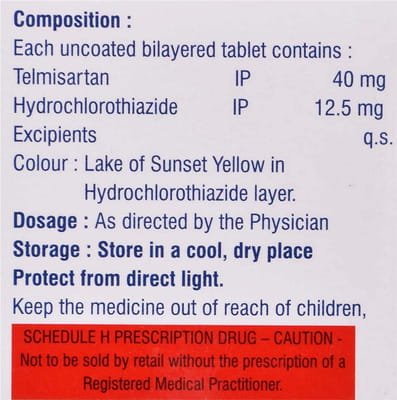 Composition :
Each uncoated bilayered tablet contains :
Telmisartan IP 40 mg
Hydrochlorothiazide IP 12.5 mg
Excipients q.s.
Colour : Lake of Sunset Yellow in
Hydrochlorothiazide layer.
Dosage : As directed by the Physician
Storage : Store in a cool, dry place
Protect from direct light.
Keep the medicine out of reach of children,
SCHEDULE H PRESCRIPTION DRUG – CAUTION -
Not to be sold by retail without the prescription of a
Registered Medical Practitioner.